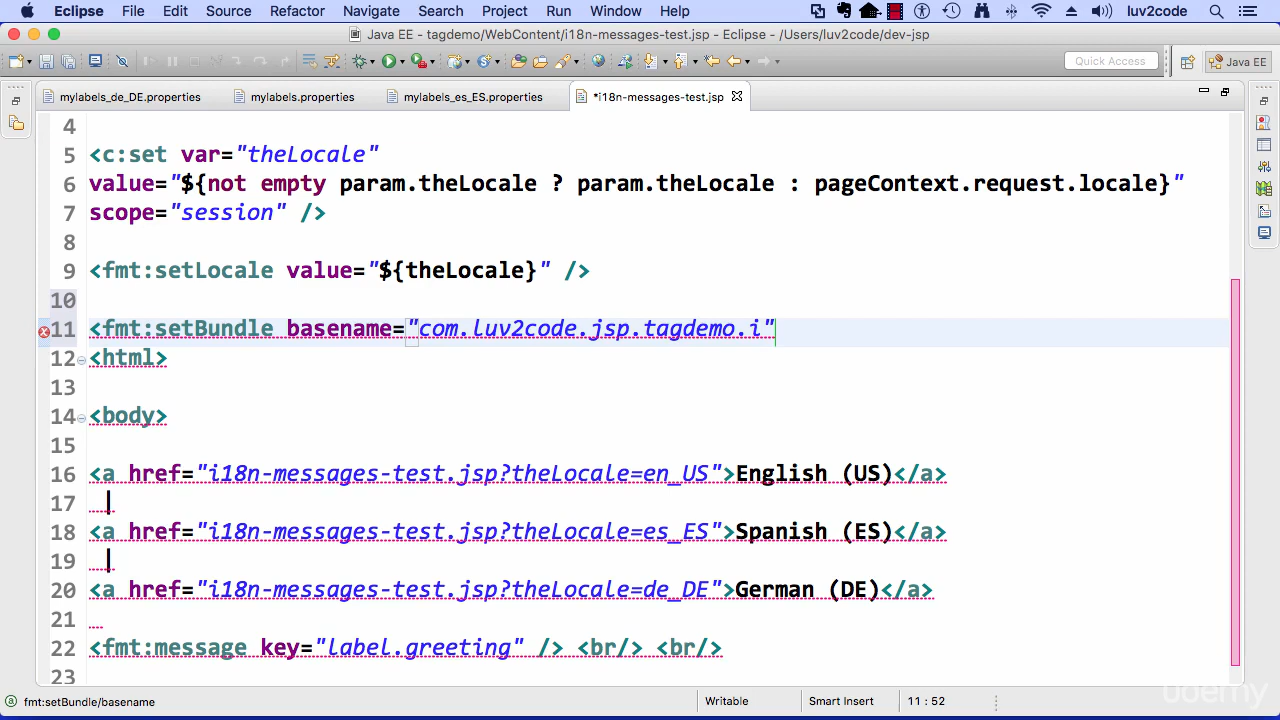 Eclipse File Edit Source Refactor Navigate Search Project Run Window Help luv2code
Java EE - tagdemo/WebContent/i18n-messages-test.jsp - Eclipse - /Users/luv2code/dev-jsp
Quick Access Java EE
mylabels_de_DE.properties mylabels.properties mylabels_es_ES.properties *i18n-messages-test.jsp
4
5 <c:set var="theLocale"
6 value="${not empty param.theLocale ? param.theLocale : pageContext.request.locale}"
7 scope="session" />
8
9 <fmt:setLocale value="${theLocale}" />
10
11 <fmt:setBundle basename="com.luv2code.jsp.tagdemo.i"
12 <html>
13
14 <body>
15
16 <a href="i18n-messages-test.jsp?theLocale=en_US">English (US)</a>
17 |
18 <a href="i18n-messages-test.jsp?theLocale=es_ES">Spanish (ES)</a>
19 |
20 <a href="i18n-messages-test.jsp?theLocale=de_DE">German (DE)</a>
21
22 <fmt:message key="label.greeting" /> <br/> <br/>
23
fmt:setBundle/basename Writable Smart Insert 11 : 52
udemy